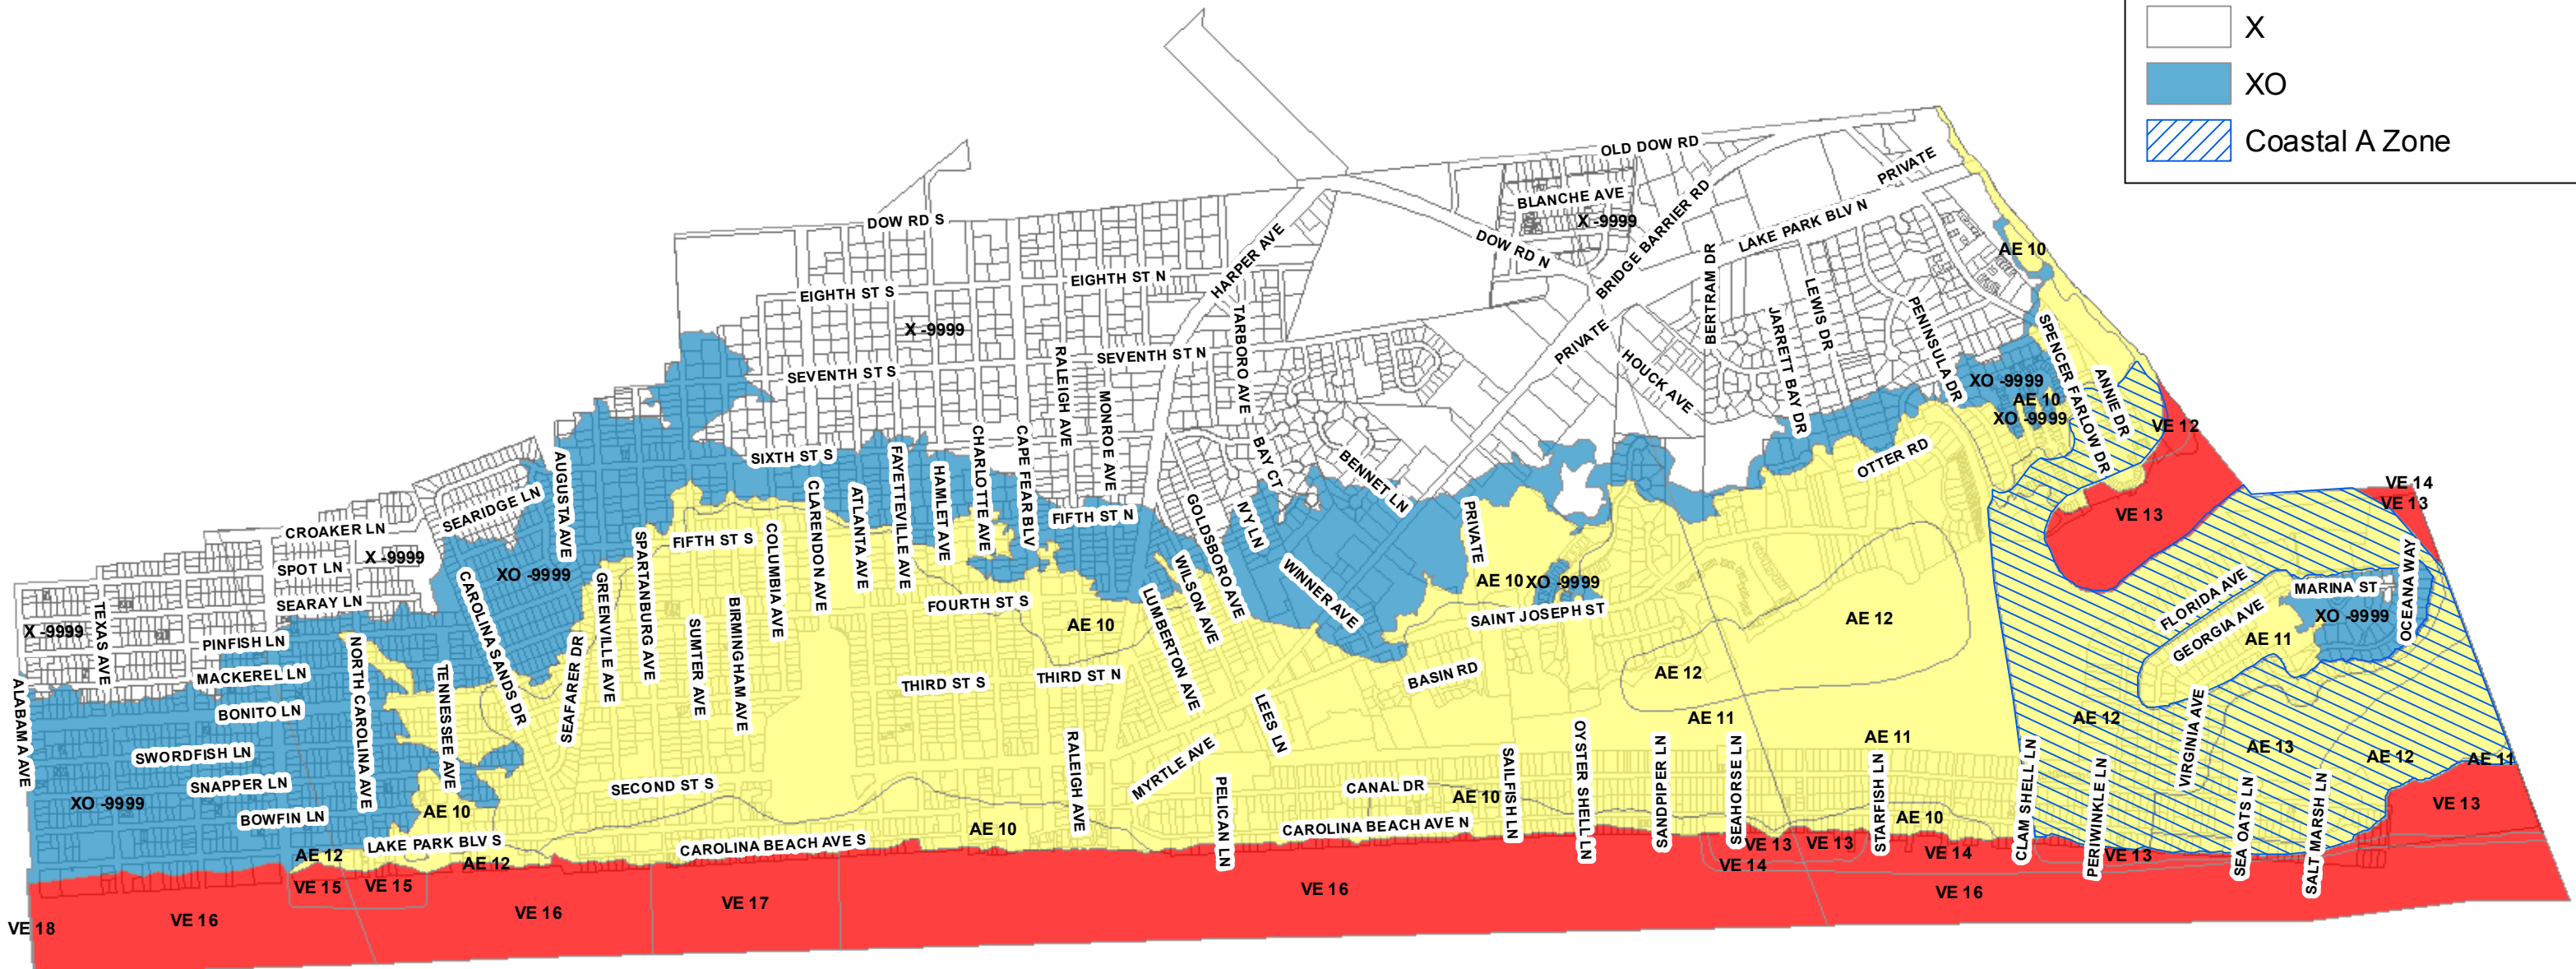 X
XO
Coastal A Zone
OLD DOW RD
PRIVATE
BLANCHE AVE
X -9999
BRIDGE BARRIER RD
LAKE PARK BLV N
DOW RD S
DOW RD N
HARPER AVE
AE 10
EIGHTH ST N
EIGHTH ST S
BERTRAM DR
LEWIS DR
JARRETT BAY DR
PENINSULA DR
X -9999
TARBORO AVE
SEVENTH ST N
SEVENTH ST S
RALEIGH AVE
MONROE AVE
PRIVATE
HOUCK AVE
SPENCER FARLOW DR
ANNIE DR
XO -9999
AE 10
XO -9999
VE 12
SIXTH ST S
FAYETTEVILLE AVE
HAMLET AVE
CHARLOTTE AVE
CAPE FEAR BLV
BAY CT
BENNET LN
OTTER RD
AUGUSTA AVE
SEARIDGE LN
CLARENDON AVE
ATLANTA AVE
VE 14
VE 13
VE 13
CROAKER LN
X -9999
SPOT LN
SEARAY LN
XO -9999
CAROLINA SANDS DR
FIFTH ST S
FIFTH ST N
COLUMBIA AVE
SPARTANBURG AVE
GREENVILLE AVE
GOLDSBORO AVE
IVY LN
WILSON AVE
WINNER AVE
PRIVATE
AE 10
XO -9999
SAINT JOSEPH ST
AE 12
FLORIDA AVE
GEORGIA AVE
MARINA ST
XO -9999
OCEANA WAY
AE 11
X -9999
TEXAS AVE
PINFISH LN
MACKEREL LN
BONITO LN
SWORDFISH LN
SNAPPER LN
BOWFIN LN
ALABAMA AVE
XO -9999
NORTH CAROLINA AVE
TENNESSEE AVE
SEAFARER DR
SUMTER AVE
BIRMINGHAM AVE
FOURTH ST S
AE 10
LUMBERTON AVE
THIRD ST S
THIRD ST N
BASIN RD
AE 12
AE 11
AE 11
AE 12
VIRGINIA AVE
AE 13
AE 12
AE 11
LEES LN
MYRTLE AVE
RALEIGH AVE
PELICAN LN
SECOND ST S
CANAL DR
AE 10
SAILFISH LN
OYSTER SHELL LN
SANDPIPER LN
SEAHORSE LN
STARFISH LN
AE 10
CLAM SHELL LN
PERIWINKLE LN
SEA OATS LN
SALT MARSH LN
VE 13
AE 10
LAKE PARK BLV S
AE 12
AE 12
CAROLINA BEACH AVE S
AE 10
CAROLINA BEACH AVE N
VE 13
VE 13
VE 14
VE 14
VE 13
VE 15
VE 15
VE 16
VE 16
VE 17
VE 16
VE 16
VE 18